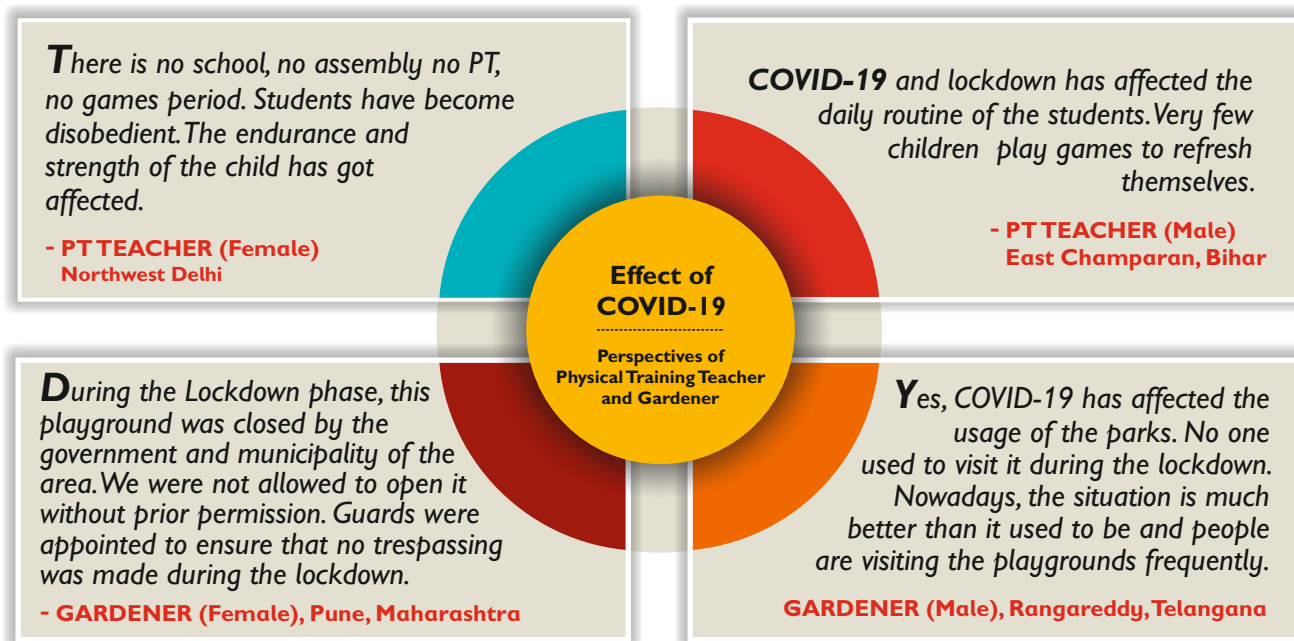 There is no school, no assembly no PT,
no games period. Students have become
disobedient. The endurance and
strength of the child has got
affected.
- PT TEACHER (Female)
Northwest Delhi
COVID-19 and lockdown has affected the
daily routine of the students. Very few
children play games to refresh
themselves.
- PT TEACHER (Male)
East Champaran, Bihar
Effect of
COVID-19
Perspectives of
Physical Training Teacher
and Gardener
During the Lockdown phase, this
playground was closed by the
government and municipality of the
area. We were not allowed to open it
without prior permission. Guards were
appointed to ensure that no trespassing
was made during the lockdown.
- GARDENER (Female), Pune, Maharashtra
Yes, COVID-19 has affected the
usage of the parks. No one
used to visit it during the lockdown.
Nowadays, the situation is much
better than it used to be and people
are visiting the playgrounds frequently.
GARDENER (Male), Rangareddy, Telangana